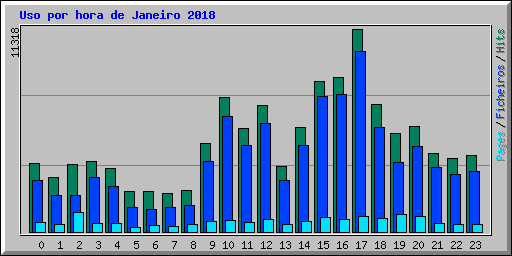 Uso por hora de Janeiro 2018
11318
Pages / Ficheiros / Hits
0 1 2 3 4 5 6 7 8 9 10 11 12 13 14 15 16 17 18 19 20 21 22 23